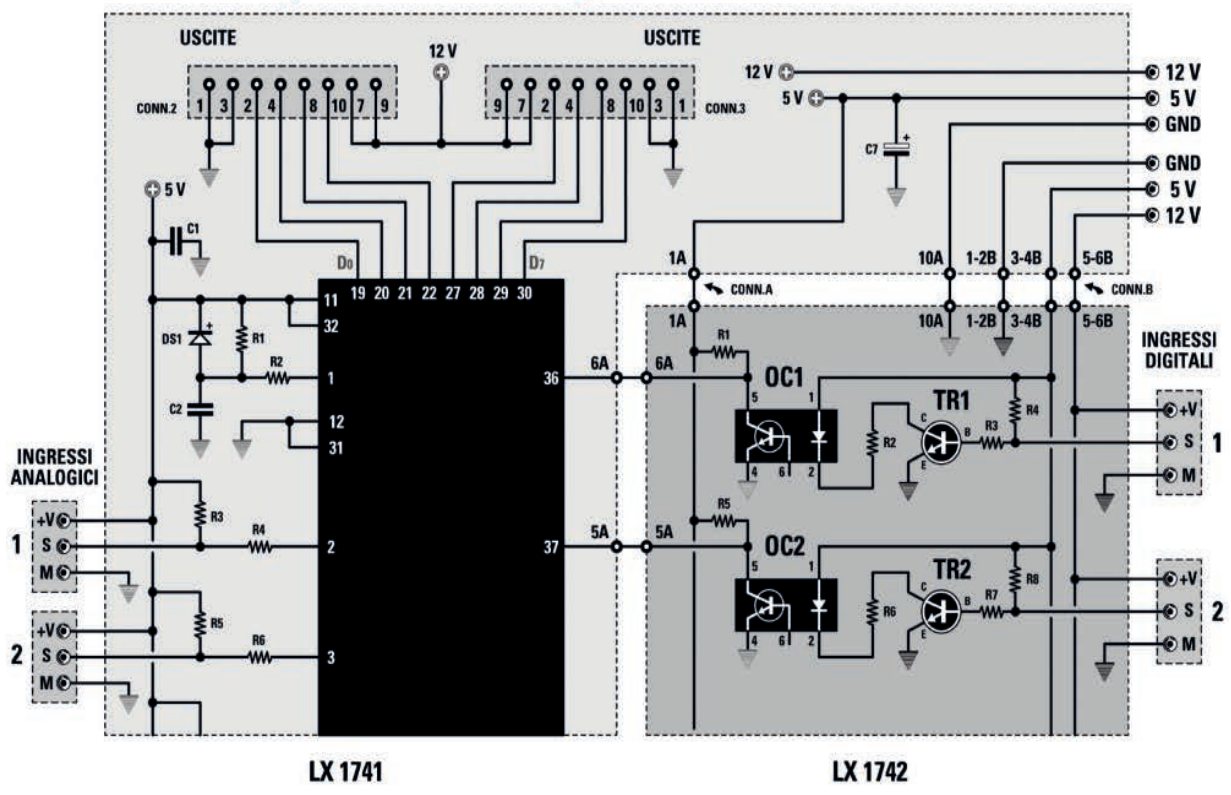 USCITE
USCITE
12 V
CONN.2
1 3 2 4 8 10 7 9
9 7 2 4 8 10 3 1
CONN.3
12 V
5 V
C7
+
12 V
5 V
GND
GND
5 V
12 V
5 V
C1
D0
D7
19 20 21 22 27 28 29 30
11
32
DS1
+
R1
R2
1
C2
12
31
36
6A
6A
1A
10A
1-2B
3-4B
5-6B
CONN.A
CONN.B
1A
10A
1-2B
3-4B
5-6B
R1
OC1
5
1
4
6
2
R2
TR1
C
B
E
R3
R4
INGRESSI
DIGITALI
+V
S
M
1
INGRESSI
ANALOGICI
+V
1
S
M
R3
R4
2
37
5A
5A
R5
OC2
5
1
4
6
2
R6
TR2
C
B
E
R7
R8
+V
S
M
2
+V
2
S
M
R5
R6
3
LX 1741
LX 1742